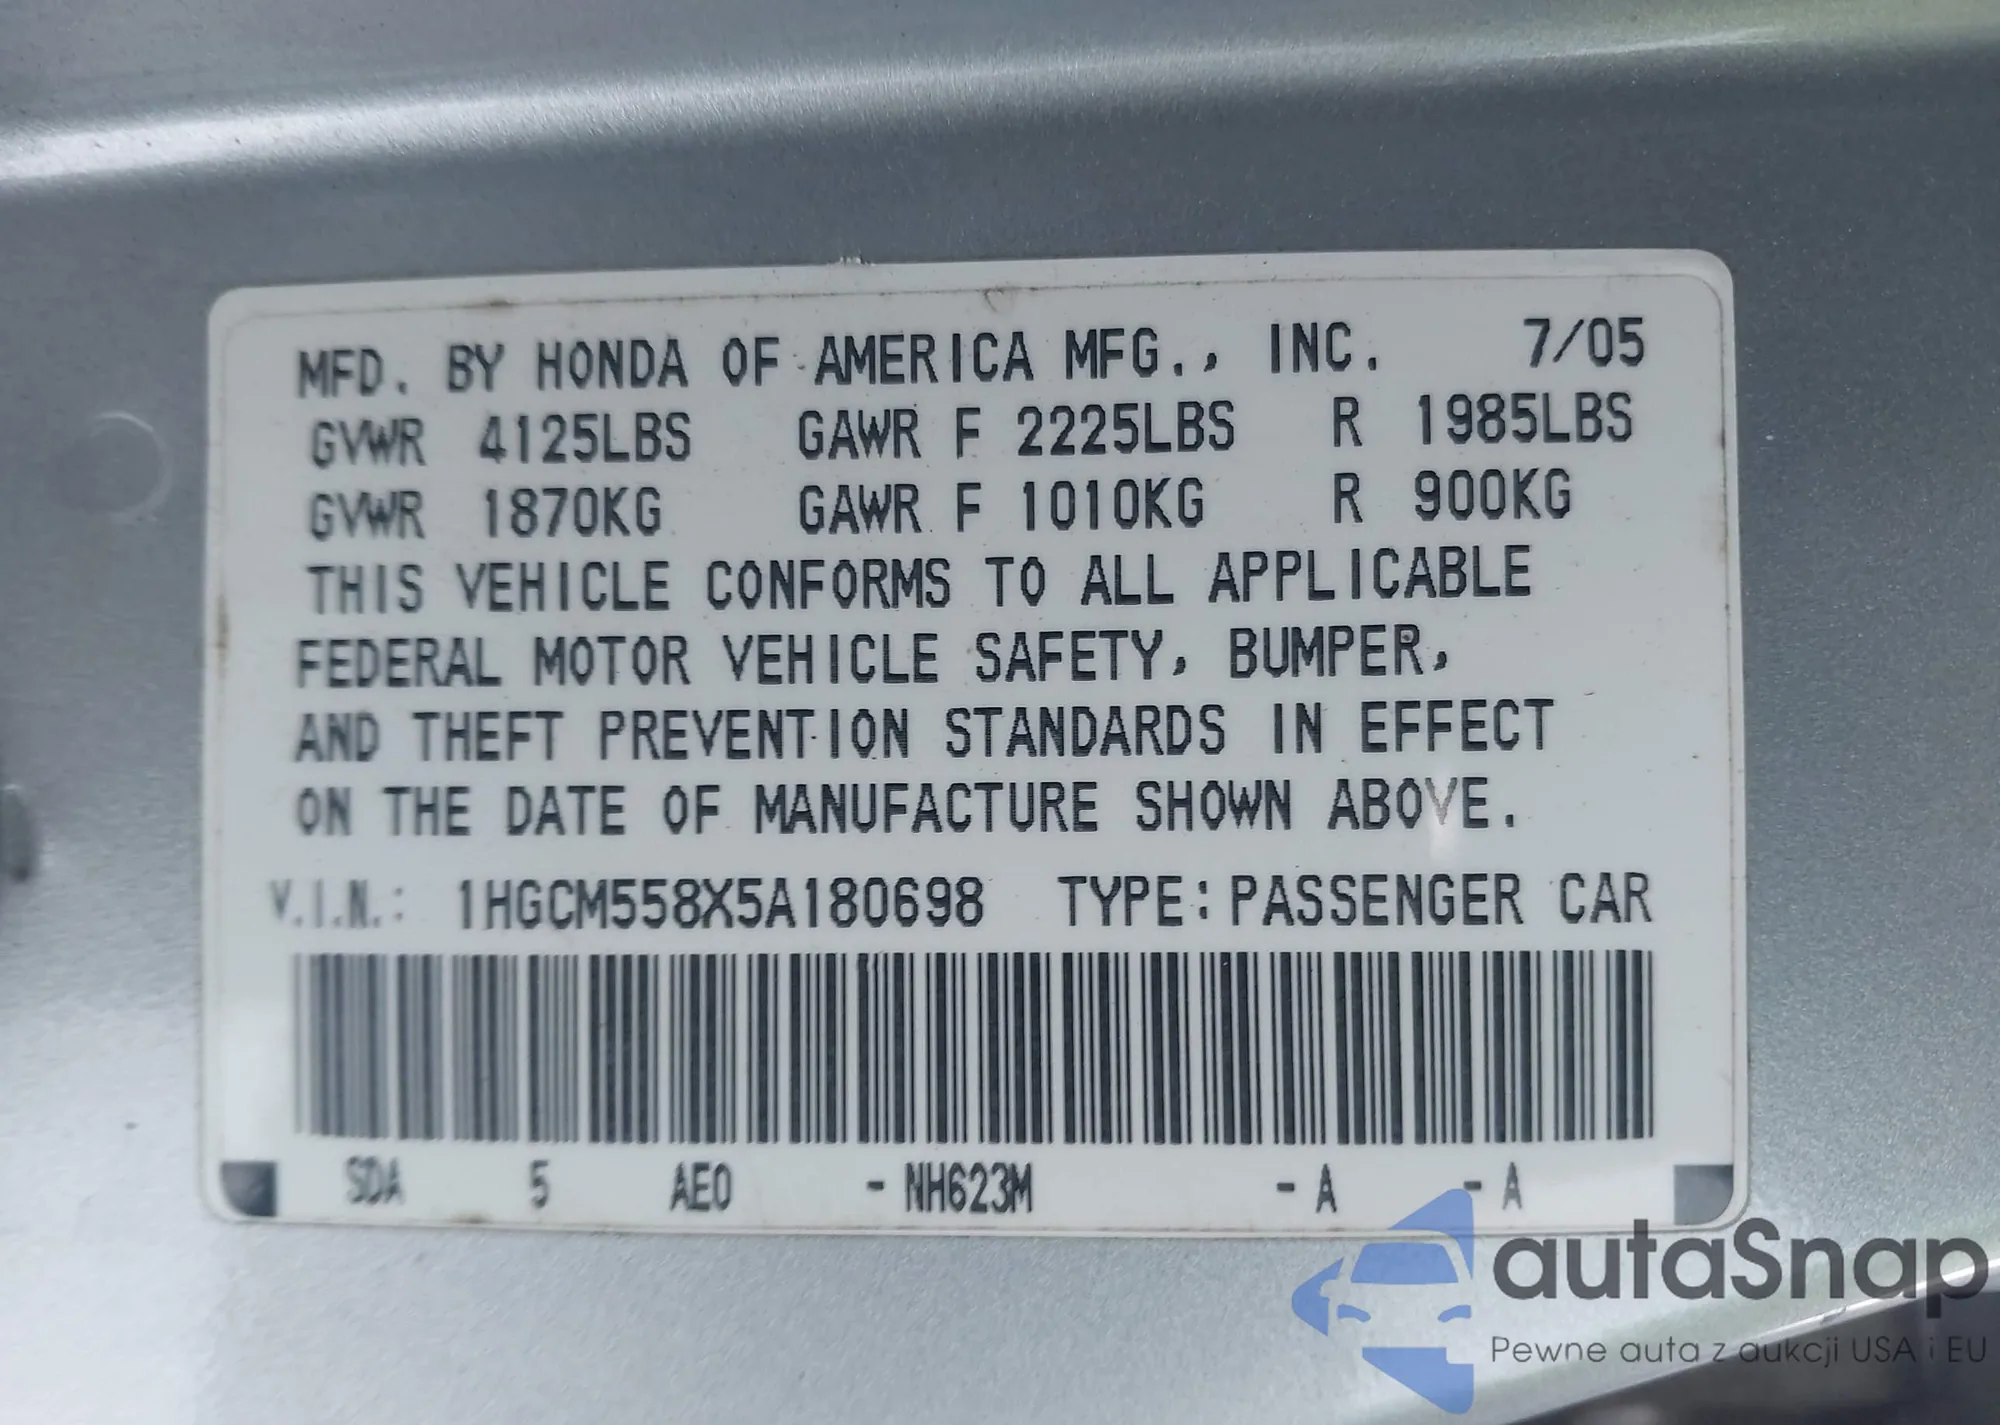 MFD. BY HONDA OF AMERICA MFG., INC. 7/05
GVWR 4125LBS GAWR F 2225LBS R 1985LBS
GVWR 1870KG GAWR F 1010KG R 900KG
THIS VEHICLE CONFORMS TO ALL APPLICABLE
FEDERAL MOTOR VEHICLE SAFETY, BUMPER,
AND THEFT PREVENTION STANDARDS IN EFFECT
ON THE DATE OF MANUFACTURE SHOWN ABOVE.
V.I.N.: 1HGCM558X5A180698 TYPE: PASSENGER CAR
SDA 5 AE0 - NH623M - A - A
autaSnap
Pewne auta z aukcji USA i EU